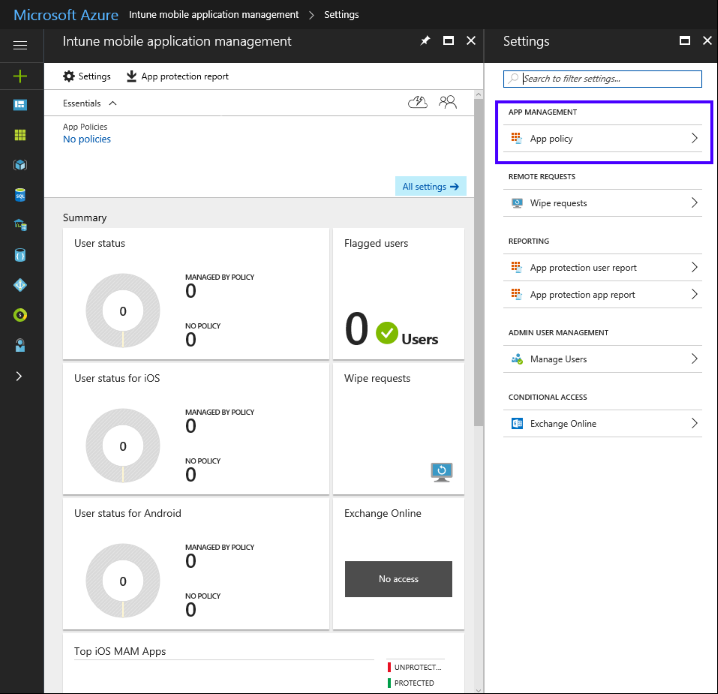 Microsoft Azure Intune mobile application management > Settings
Intune mobile application management
Settings App protection report
Essentials
App Policies
No policies
All settings →
Summary
User status
0
MANAGED BY POLICY
0
NO POLICY
0
Flagged users
0 Users
User status for iOS
0
MANAGED BY POLICY
0
NO POLICY
0
Wipe requests
User status for Android
0
MANAGED BY POLICY
0
NO POLICY
0
Exchange Online
No access
Top iOS MAM Apps
UNPROTECT...
PROTECTED
Settings
Search to filter settings...
APP MANAGEMENT
App policy
REMOTE REQUESTS
Wipe requests
REPORTING
App protection user report
App protection app report
ADMIN USER MANAGEMENT
Manage Users
CONDITIONAL ACCESS
Exchange Online